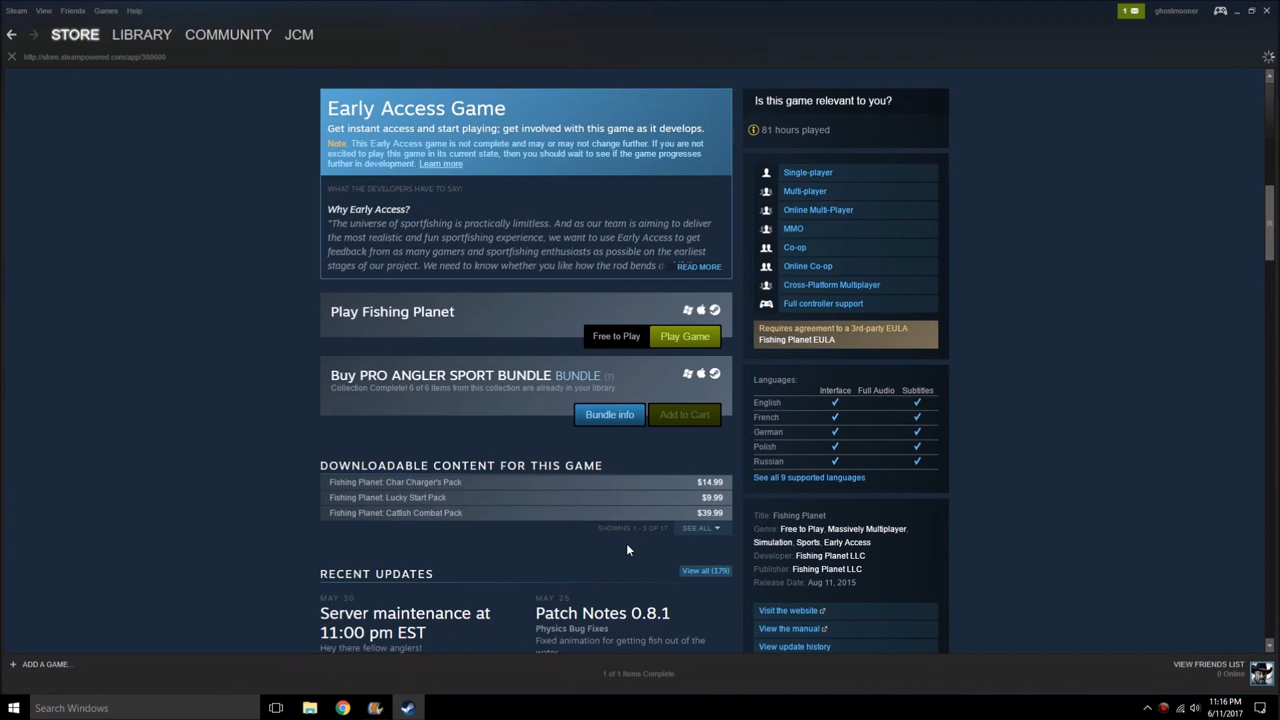 Steam View Friends Games Help
1
ghostmooner
STORE LIBRARY COMMUNITY JCM
http://store.steampowered.com/app/380600
Early Access Game
Get instant access and start playing; get involved with this game as it develops.
Note: This Early Access game is not complete and may or may not change further. If you are not
excited to play this game in its current state, then you should wait to see if the game progresses
further in development. Learn more
WHAT THE DEVELOPERS HAVE TO SAY:
Why Early Access?
"The universe of sportfishing is practically limitless. And as our team is aiming to deliver
the most realistic and fun sportfishing experience, we want to use Early Access to get
feedback from as many gamers and sportfishing enthusiasts as possible on the earliest
stages of our project. We need to know whether you like how the rod bends
READ MORE
Play Fishing Planet
Free to Play Play Game
Buy PRO ANGLER SPORT BUNDLE BUNDLE (?)
Collection Complete! 6 of 6 items from this collection are already in your library
Bundle info Add to Cart
DOWNLOADABLE CONTENT FOR THIS GAME
Fishing Planet: Char Charger's Pack $14.99
Fishing Planet: Lucky Start Pack $9.99
Fishing Planet: Catfish Combat Pack $39.99
SHOWING 1 - 3 OF 17 SEE ALL
RECENT UPDATES View all (179)
MAY 30
Server maintenance at
11:00 pm EST
Hey there fellow anglers!
MAY 25
Patch Notes 0.8.1
Physics Bug Fixes
Fixed animation for getting fish out of the
water
Is this game relevant to you?
81 hours played
Single-player
Multi-player
Online Multi-Player
MMO
Co-op
Online Co-op
Cross-Platform Multiplayer
Full controller support
Requires agreement to a 3rd-party EULA
Fishing Planet EULA
Languages:
Interface Full Audio Subtitles
English ✓ ✓
French ✓ ✓
German ✓ ✓
Polish ✓ ✓
Russian ✓ ✓
See all 9 supported languages
Title: Fishing Planet
Genre: Free to Play, Massively Multiplayer,
Simulation, Sports, Early Access
Developer: Fishing Planet LLC
Publisher: Fishing Planet LLC
Release Date: Aug 11, 2015
Visit the website
View the manual
View update history
+ ADD A GAME...
1 of 1 Items Complete
VIEW FRIENDS LIST
0 Online
Search Windows
11:16 PM
6/11/2017